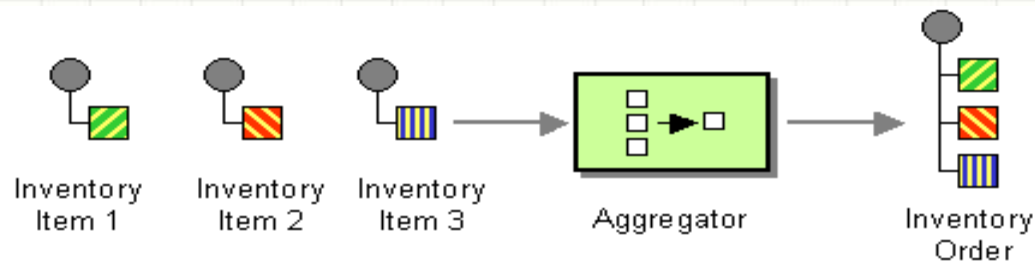 Inventory
Item 1
Inventory
Item 2
Inventory
Item 3
Aggregator
Inventory
Order